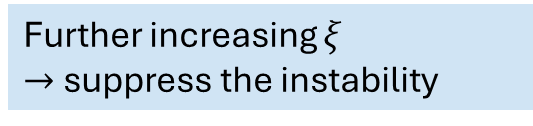 Further increasing ξ
→ suppress the instability